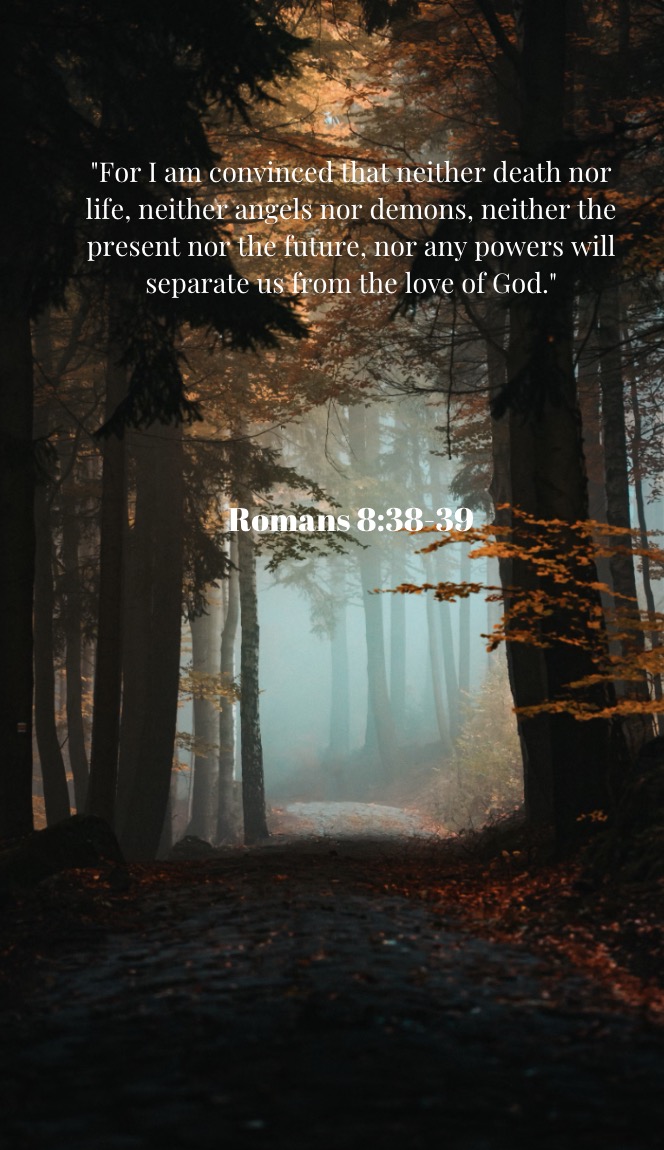 "For I am convinced that neither death nor
life, neither angels nor demons, neither the
present nor the future, nor any powers will
separate us from the love of God."
Romans 8:38-39